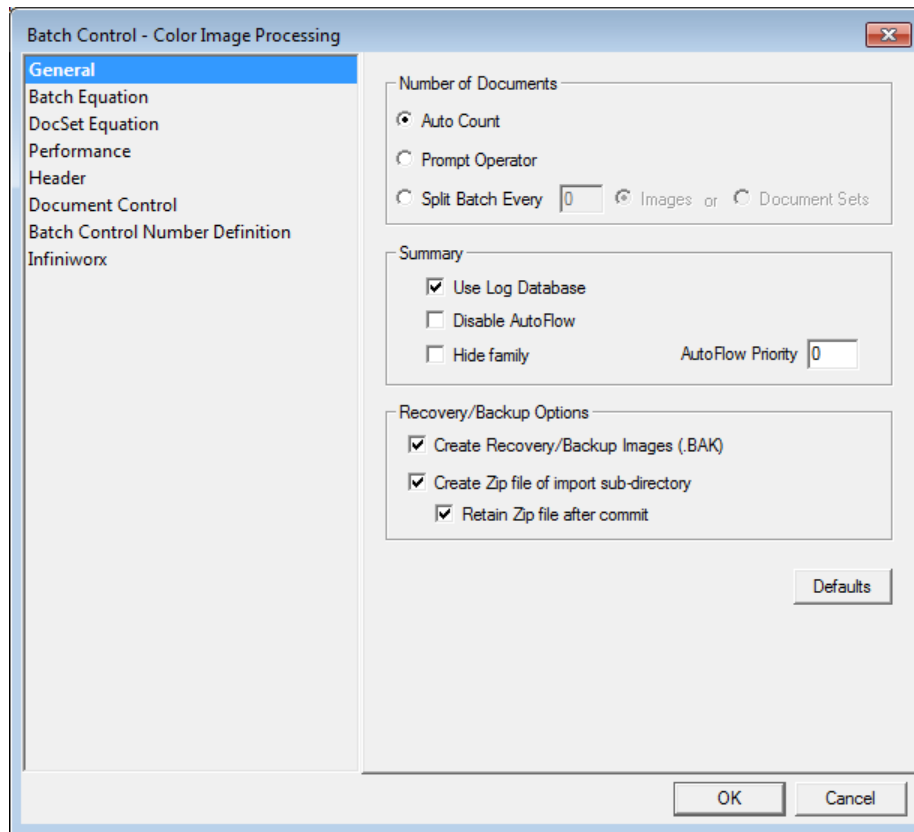 Batch Control - Color Image Processing
General
Batch Equation
DocSet Equation
Performance
Header
Document Control
Batch Control Number Definition
Infiniworx
Number of Documents
Auto Count
Prompt Operator
Split Batch Every 0 Images or Document Sets
Summary
Use Log Database
Disable AutoFlow
Hide family AutoFlow Priority 0
Recovery/Backup Options
Create Recovery/Backup Images (.BAK)
Create Zip file of import sub-directory
Retain Zip file after commit
Defaults
OK Cancel